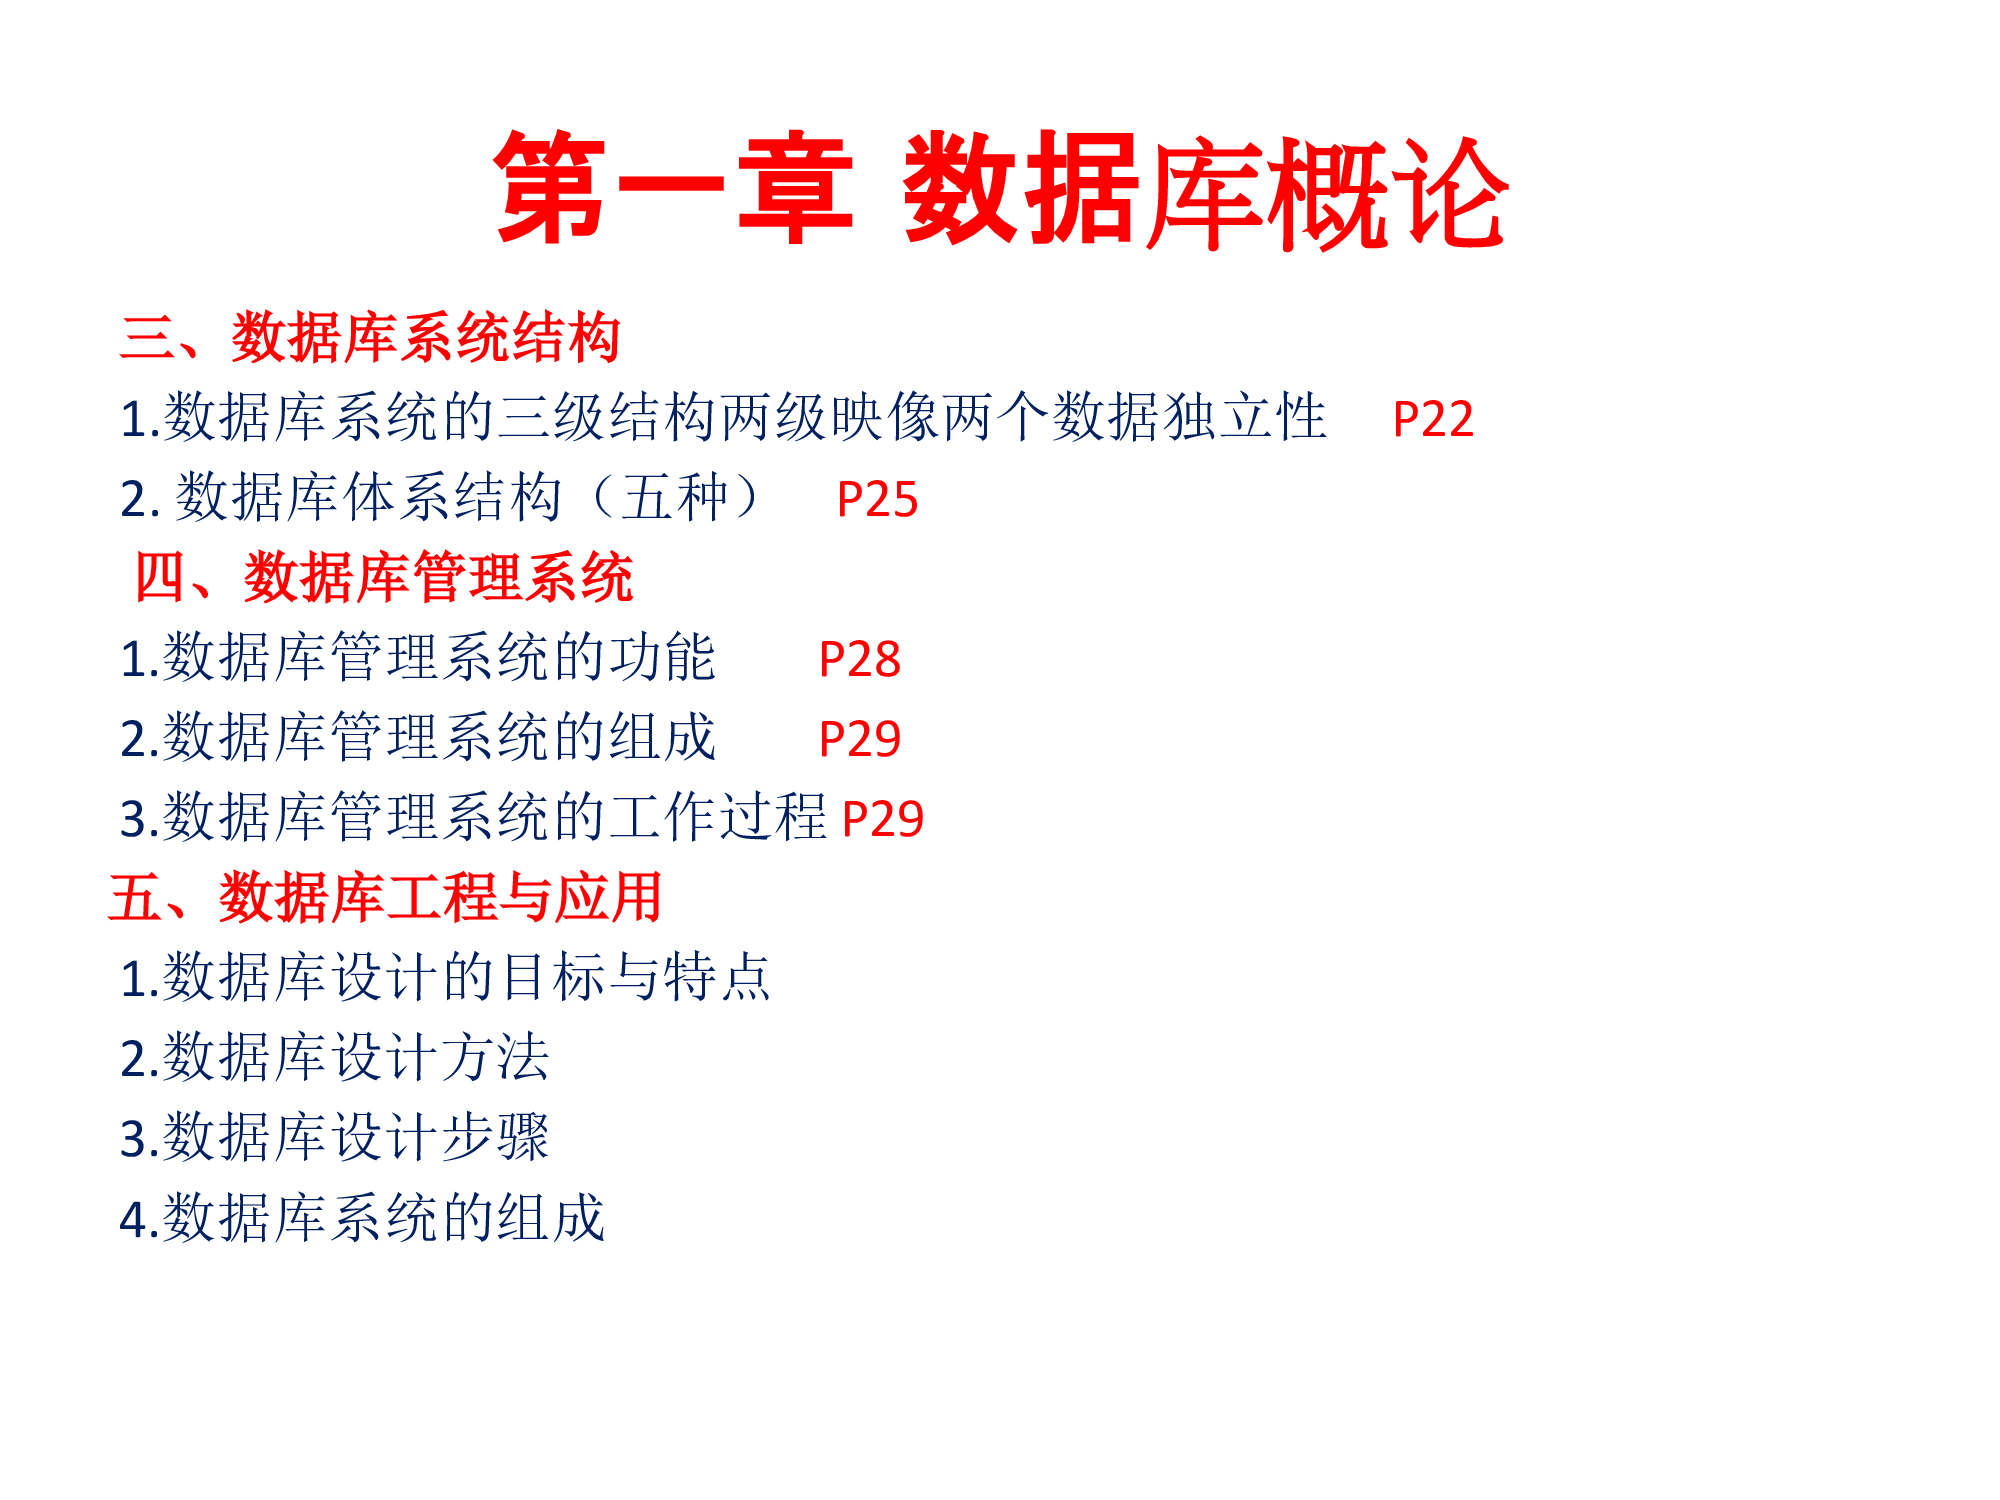 第一章 数据库概论
三、数据库系统结构
1.数据库系统的三级结构两级映像两个数据独立性 P22
2. 数据库体系结构（五种） P25
四、数据库管理系统
1.数据库管理系统的功能 P28
2.数据库管理系统的组成 P29
3.数据库管理系统的工作过程 P29
五、数据库工程与应用
1.数据库设计的目标与特点
2.数据库设计方法
3.数据库设计步骤
4.数据库系统的组成